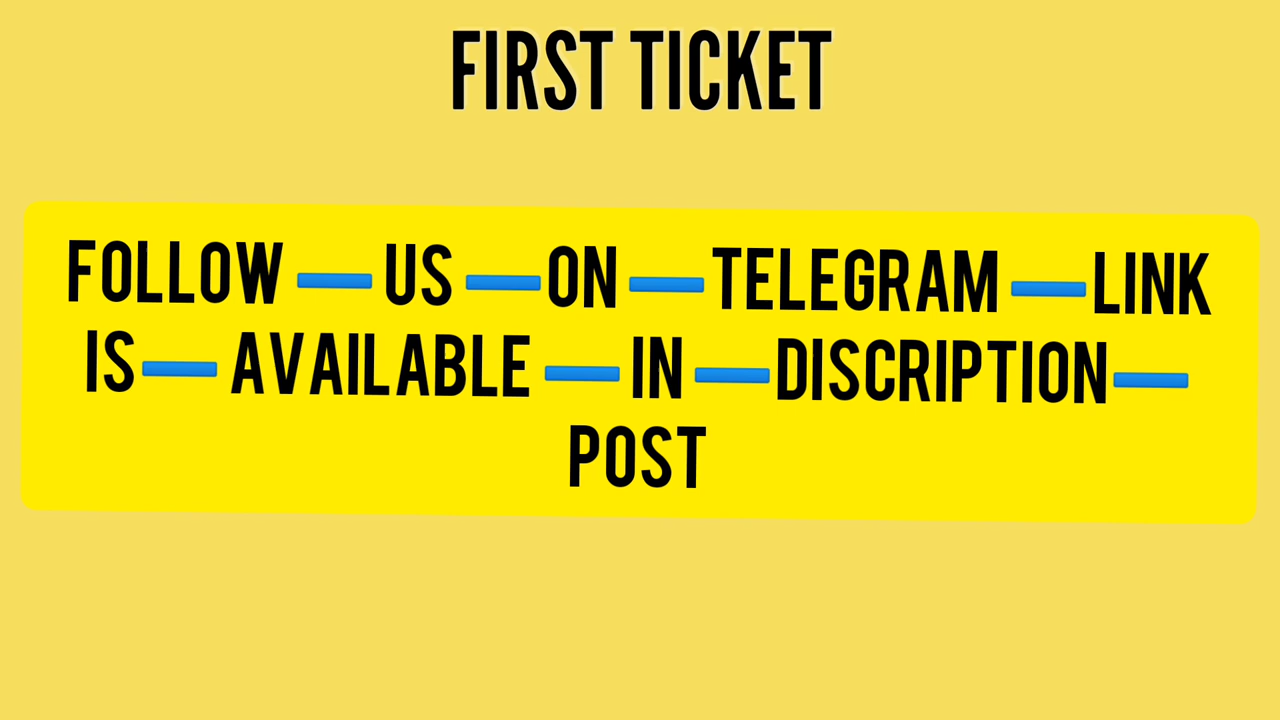 FIRST TICKET
FOLLOW ➖ US ➖ON ➖TELEGRAM ➖LINK
IS➖ AVAILABLE ➖ IN ➖DISCRIPTION➖
POST